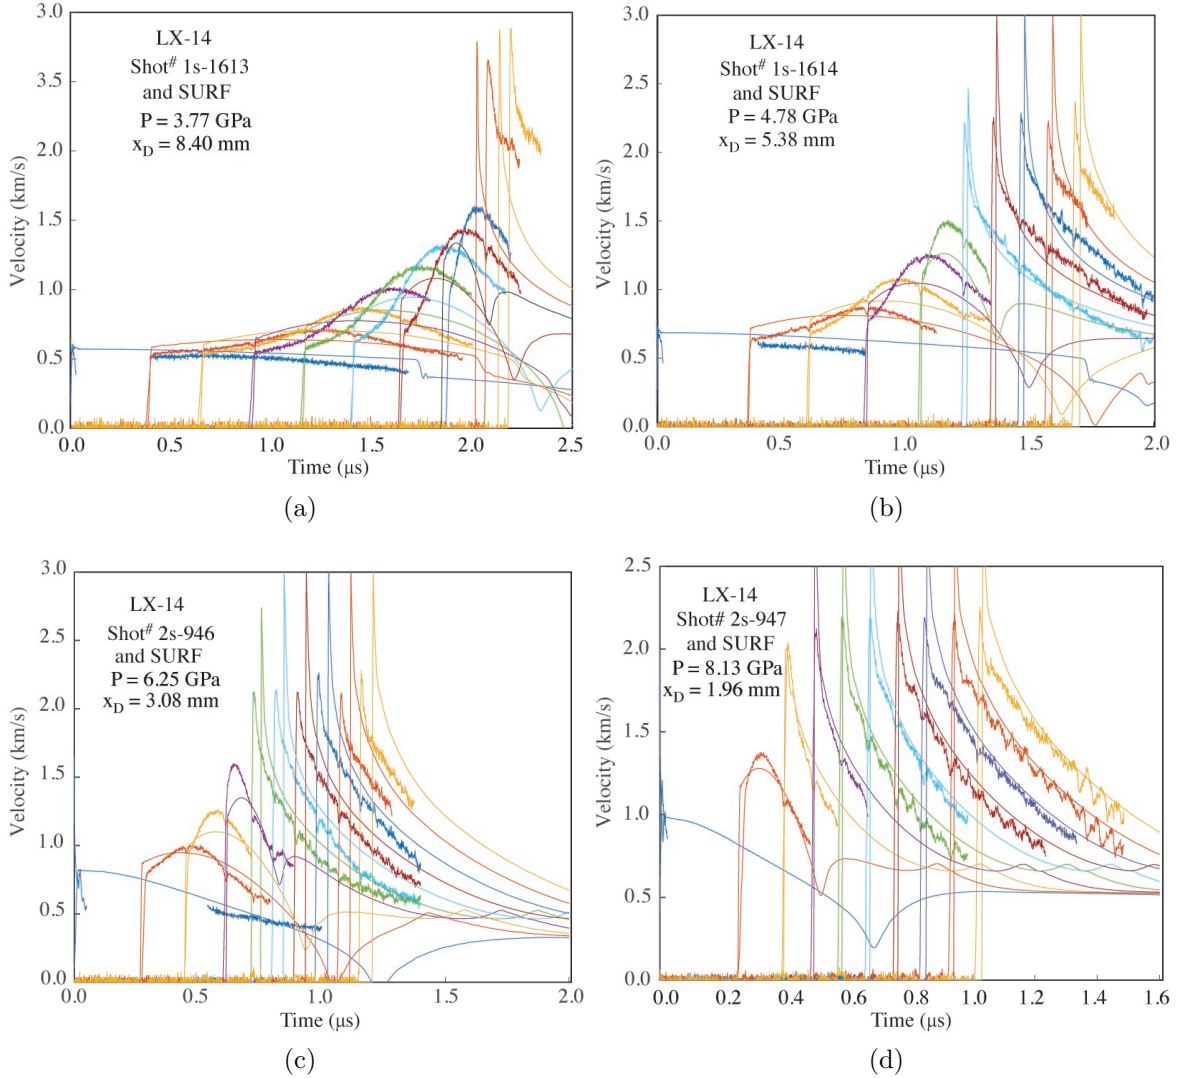 3.0
3.5
3.0
2.5
2.0
1.5
1.0
0.5
0.0
Velocity (km/s)
LX-14
Shot# 1s-1613
and SURF
P = 3.77 GPa
xD = 8.40 mm
0.0 0.5 1.0 1.5 2.0 2.5
Time (μs)
(a)
3.0
2.5
2.0
1.5
1.0
0.5
0.0
Velocity (km/s)
LX-14
Shot# 1s-1614
and SURF
P = 4.78 GPa
xD = 5.38 mm
0.0 0.5 1.0 1.5 2.0
Time (μs)
(b)
3.0
2.5
2.0
1.5
1.0
0.5
0.0
Velocity (km/s)
LX-14
Shot# 2s-946
and SURF
P = 6.25 GPa
xD = 3.08 mm
0.0 0.5 1.0 1.5 2.0
Time (μs)
(c)
2.5
2.0
1.5
1.0
0.5
0.0
Velocity (km/s)
LX-14
Shot# 2s-947
and SURF
P = 8.13 GPa
xD = 1.96 mm
0.0 0.2 0.4 0.6 0.8 1.0 1.2 1.4 1.6
Time (μs)
(d)